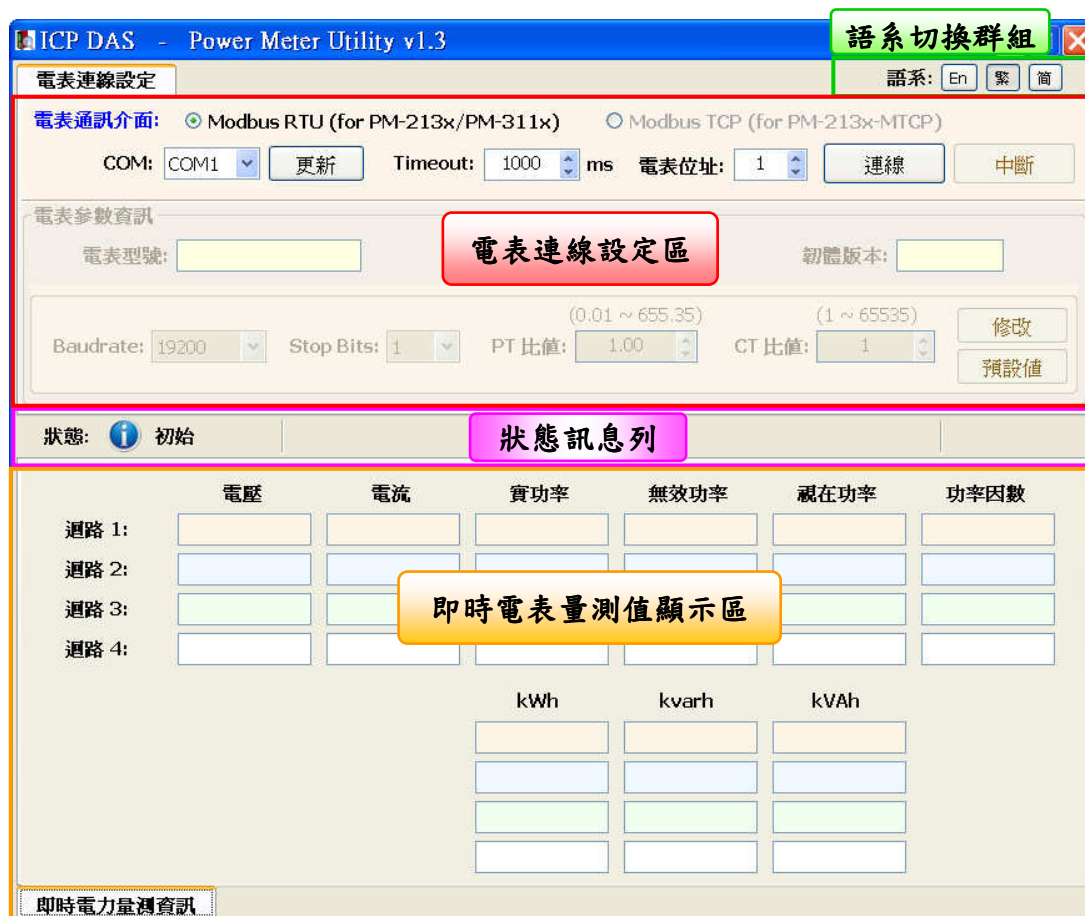 ICP DAS - Power Meter Utility v1.3
語系切換群組
電表連線設定
語系: En 繁 简
電表通訊介面: Modbus RTU (for PM-213x/PM-311x) Modbus TCP (for PM-213x-MTCP)
COM: COM1 更新 Timeout: 1000 ms 電表位址: 1 連線 中斷
電表參數資訊
電表連線設定區
電表型號: 韌體版本:
(0.01 ~ 655.35) (1 ~ 65535)
Baudrate: 19200 Stop Bits: 1 PT 比值: 1.00 CT 比值: 1 修改
預設值
狀態: 初始 狀態訊息列
電壓 電流 實功率 無效功率 視在功率 功率因數
迴路 1:
迴路 2:
迴路 3:
即時電表量測值顯示區
迴路 4:
kWh kvarh kVAh
即時電力量測資訊